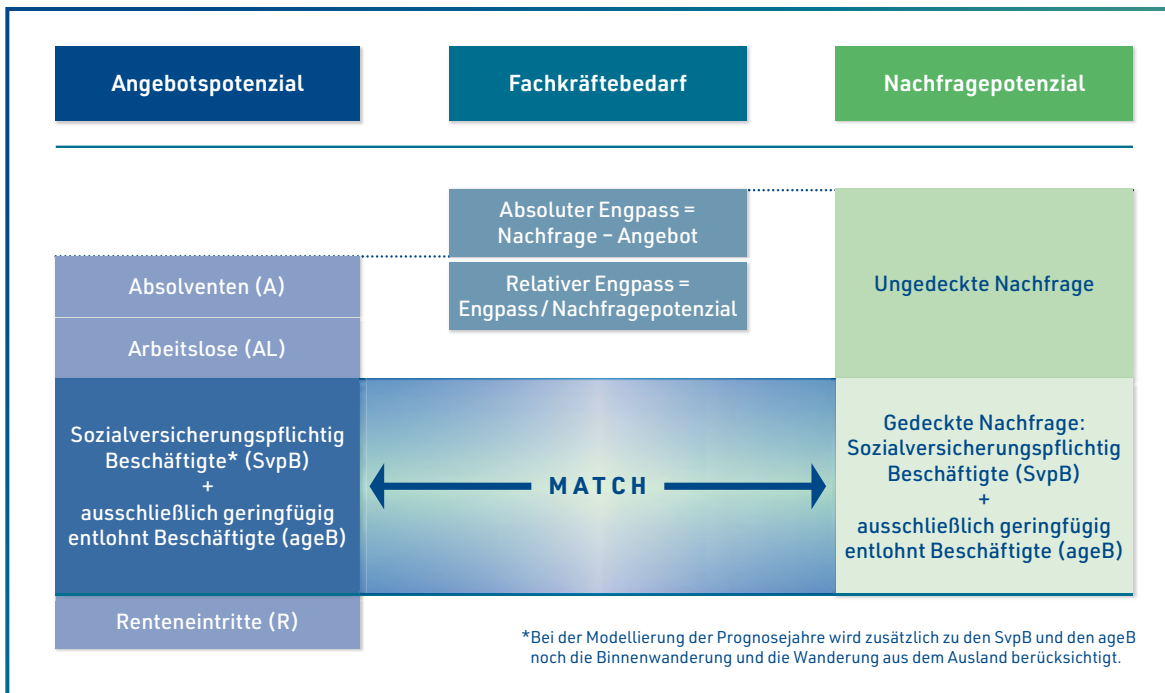 Angebotspotenzial
Fachkräftebedarf
Nachfragepotenzial
Absoluter Engpass =
Nachfrage – Angebot
Relativer Engpass =
Engpass / Nachfragepotenzial
Absolventen (A)
Arbeitslose (AL)
Sozialversicherungspflichtig
Beschäftigte* (SvpB)
+
ausschließlich geringfügig
entlohnt Beschäftigte (ageB)
Renteneintritte (R)
MATCH
Ungedeckte Nachfrage
Gedeckte Nachfrage:
Sozialversicherungspflichtig
Beschäftigte (SvpB)
+
ausschließlich geringfügig
entlohnt Beschäftigte (ageB)
*Bei der Modellierung der Prognosejahre wird zusätzlich zu den SvpB und den ageB
noch die Binnenwanderung und die Wanderung aus dem Ausland berücksichtigt.